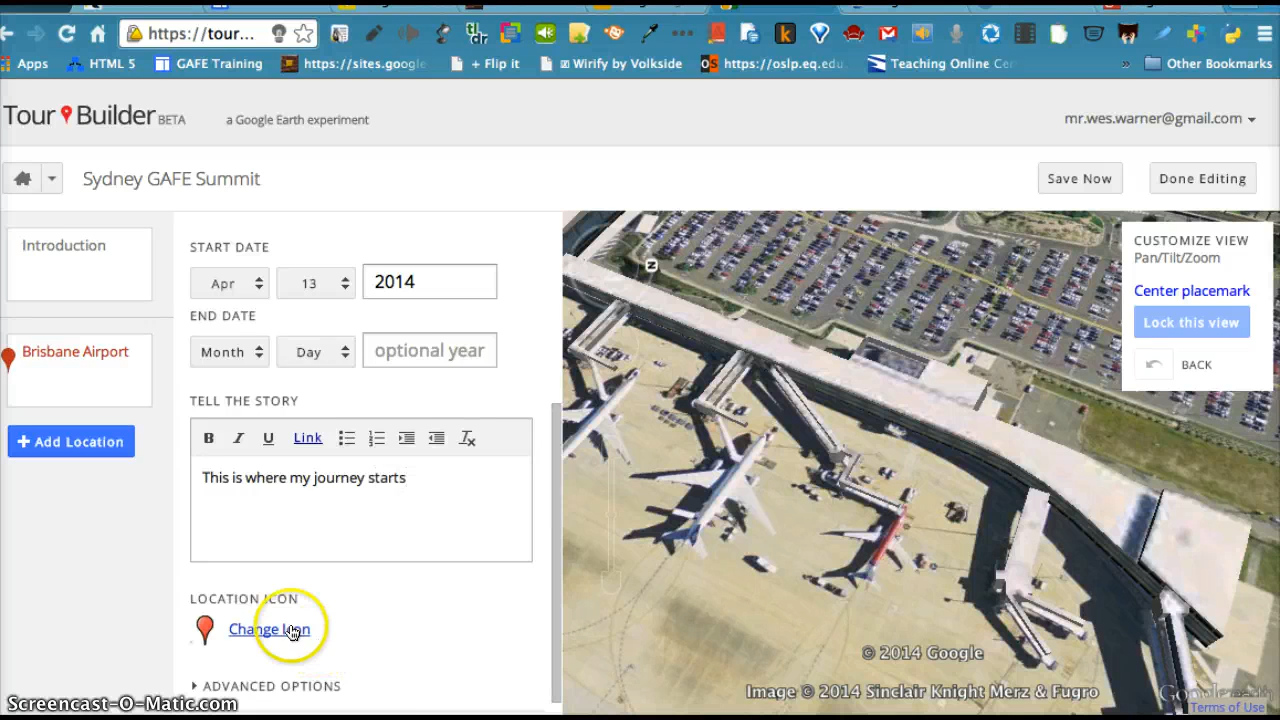 https://tour...
Apps
HTML 5
GAFE Training
https://sites.google
+ Flip it
Wirify by Volkside
https://oslp.eq.edu.
Teaching Online Cer
»
Other Bookmarks
Tour Builder BETA
a Google Earth experiment
mr.wes.warner@gmail.com
Sydney GAFE Summit
Save Now
Done Editing
Introduction
Brisbane Airport
+ Add Location
START DATE
Apr 13 2014
END DATE
Month Day optional year
TELL THE STORY
B I U Link
This is where my journey starts
LOCATION ICON
Change Icon
ADVANCED OPTIONS
N
CUSTOMIZE VIEW
Pan/Tilt/Zoom
Center placemark
Lock this view
BACK
© 2014 Google
Image © 2014 Sinclair Knight Merz & Fugro
Google earth
Terms of Use
Screencast-O-Matic.com